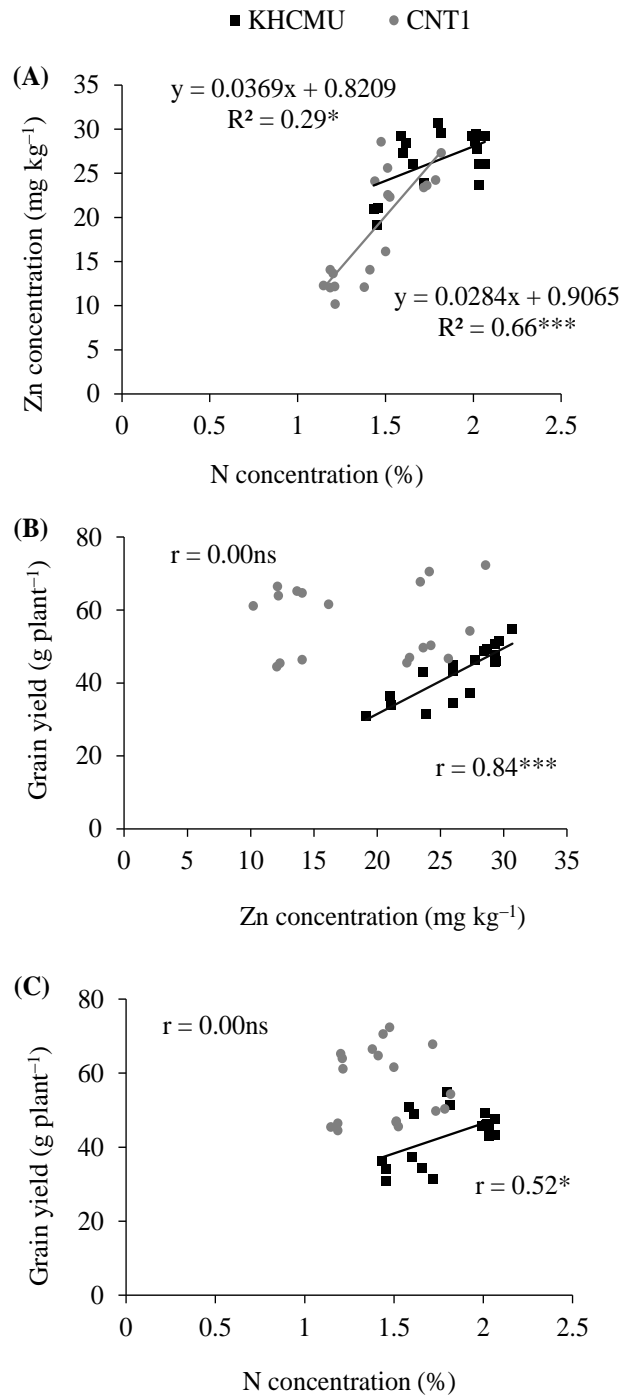 KHCMU CNT1
(A)
y = 0.0369x + 0.8209
R² = 0.29*
y = 0.0284x + 0.9065
R² = 0.66***
35
30
25
20
15
10
5
0
Zn concentration (mg kg⁻¹)
0 0.5 1 1.5 2 2.5
N concentration (%)
(B)
r = 0.00ns
r = 0.84***
80
60
40
20
0
Grain yield (g plant⁻¹)
0 5 10 15 20 25 30 35
Zn concentration (mg kg⁻¹)
(C)
r = 0.00ns
r = 0.52*
80
60
40
20
0
Grain yield (g plant⁻¹)
0 0.5 1 1.5 2 2.5
N concentration (%)